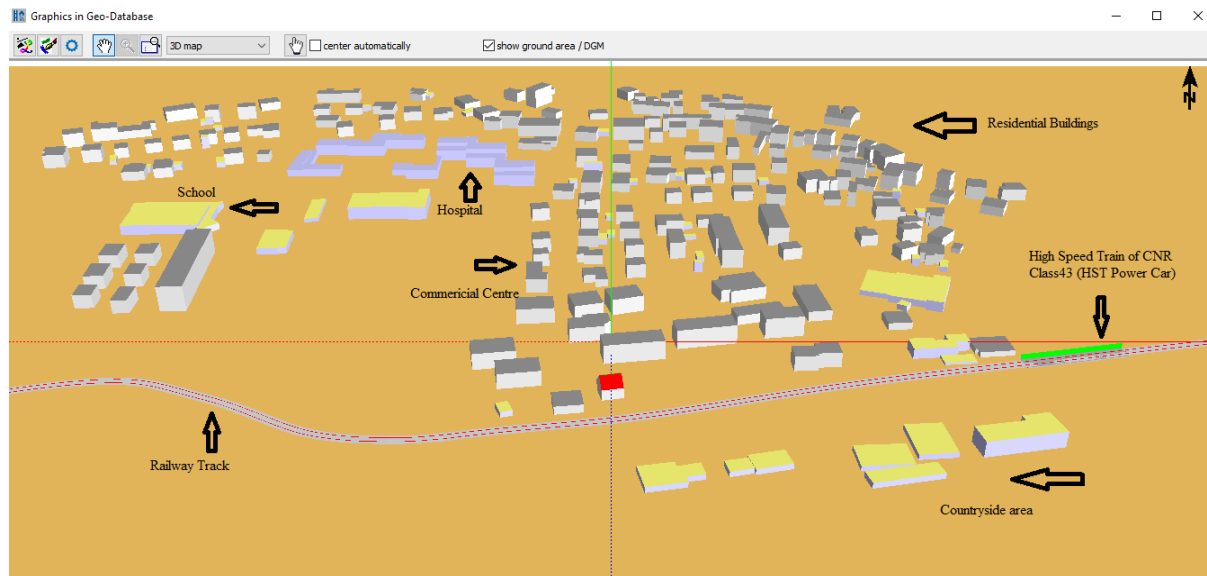 Graphics in Geo-Database
3D map
center automatically
show ground area / DGM
N
Residential Buildings
School
Hospital
High Speed Train of CNR
Class43 (HST Power Car)
Commericial Centre
Railway Track
Countryside area